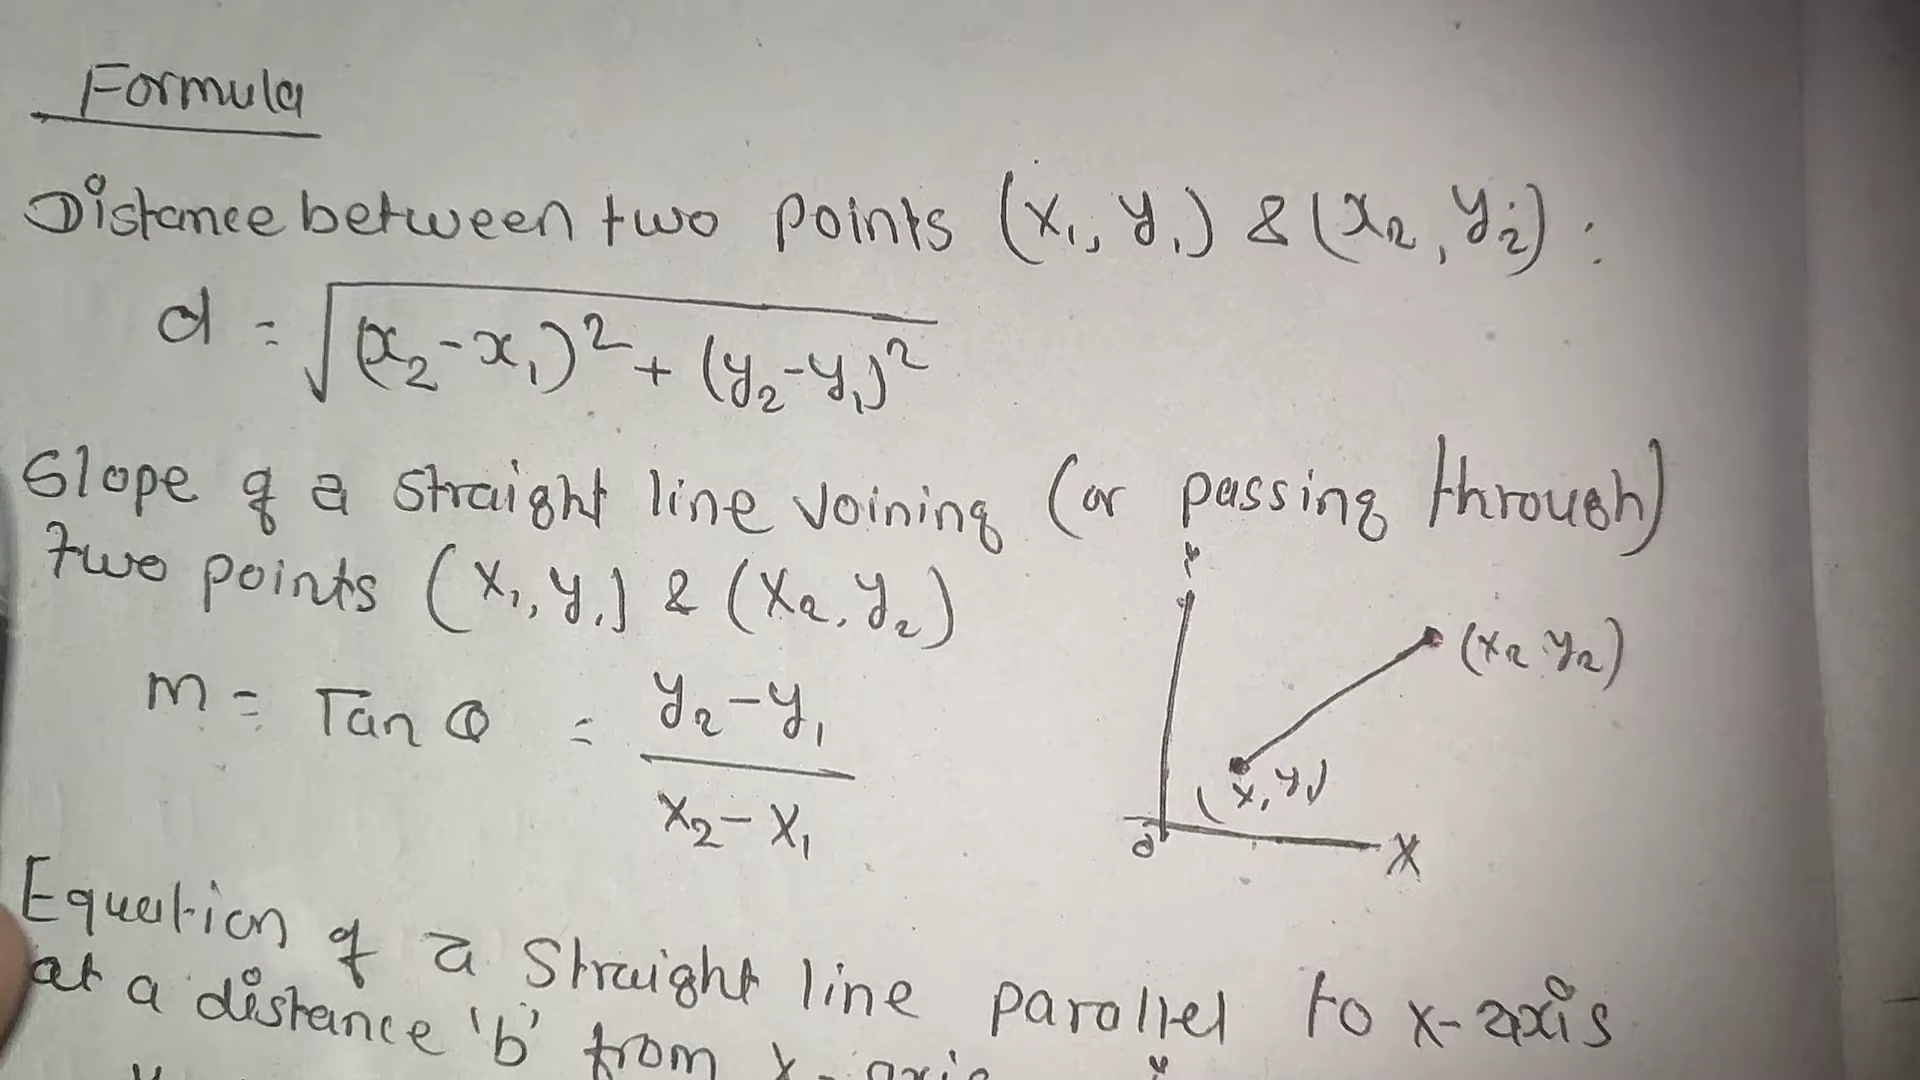 Formula
Distance between two points (x₁, y₁) & (x₂, y₂) :
d = √(x₂-x₁)² + (y₂-y₁)²
Slope of a straight line joining (or passing through)
two points (x₁, y₁) & (x₂, y₂)
Y
(x₂ y₂)
m = Tan θ = y₂-y₁ / x₂-x₁
(x, y₁)
O
X
Equation of a straight line parallel to x-axis
at a distance 'b' from x-axis